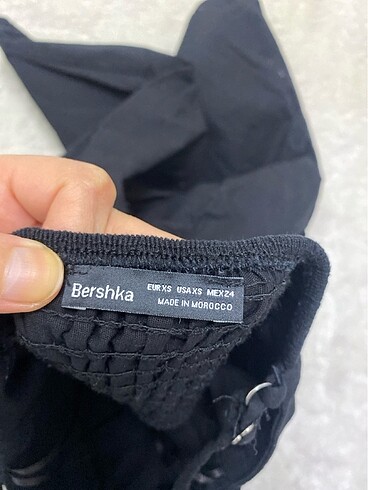 Bershka
EUR XS USA XS MEX 24
MADE IN MOROCCO